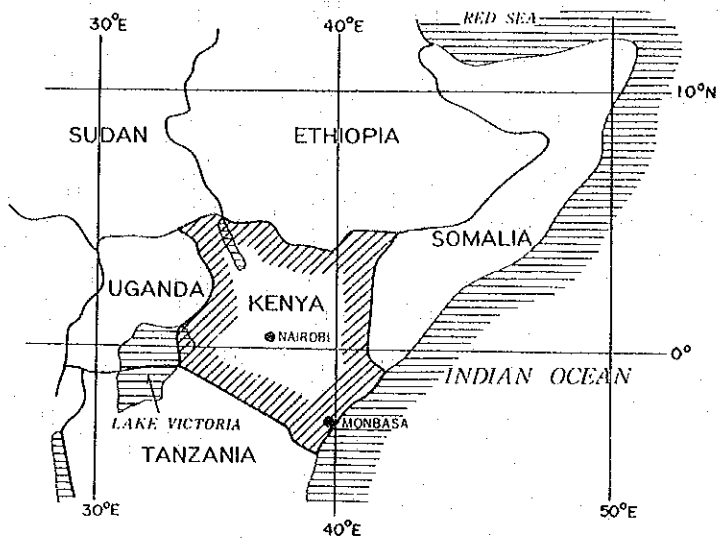 30°E
40°E
RED SEA
10°N
SUDAN
ETHIOPIA
SOMALIA
UGANDA
KENYA
NAIROBI
0°
INDIAN OCEAN
LAKE VICTORIA
MONBASA
TANZANIA
30°E
40°E
50°E